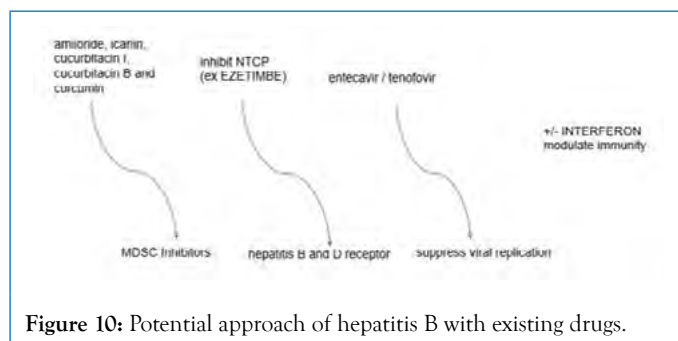 amiloride, icariin,
cucurbitacin I,
cucurbitacin B and
curcumin
inhibit NTCP
(ex EZETIMBE)
entecavir / tenofovir
+/- INTERFERON
modulate immunity
MDSC Inhibitors
hepatitis B and D receptor
suppress viral replication
Figure 10: Potential approach of hepatitis B with existing drugs.